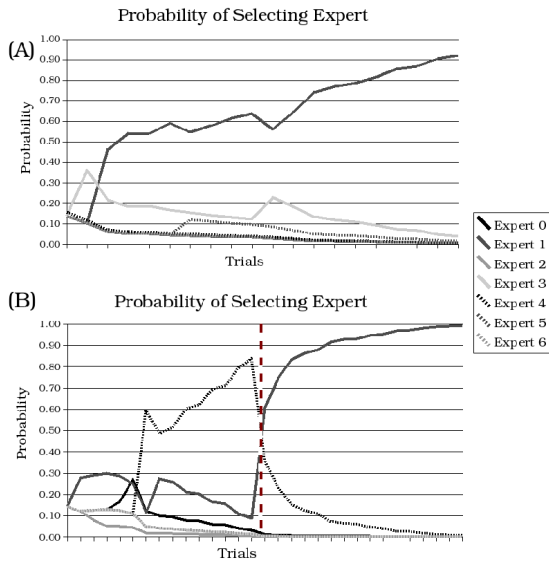 Probability of Selecting Expert
(A)
1.00
0.90
0.80
0.70
0.60
0.50
0.40
0.30
0.20
0.10
0.00
Probability
Trials
Expert 0
Expert 1
Expert 2
Expert 3
Expert 4
Expert 5
Expert 6
(B)
Probability of Selecting Expert
1.00
0.90
0.80
0.70
0.60
0.50
0.40
0.30
0.20
0.10
0.00
Probability
Trials